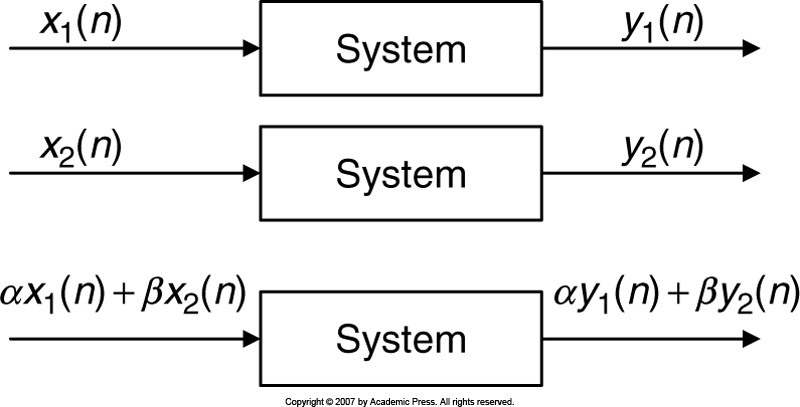 x₁(n) System y₁(n)
x₂(n) System y₂(n)
αx₁(n) + βx₂(n) System αy₁(n) + βy₂(n)
Copyright © 2007 by Academic Press. All rights reserved.